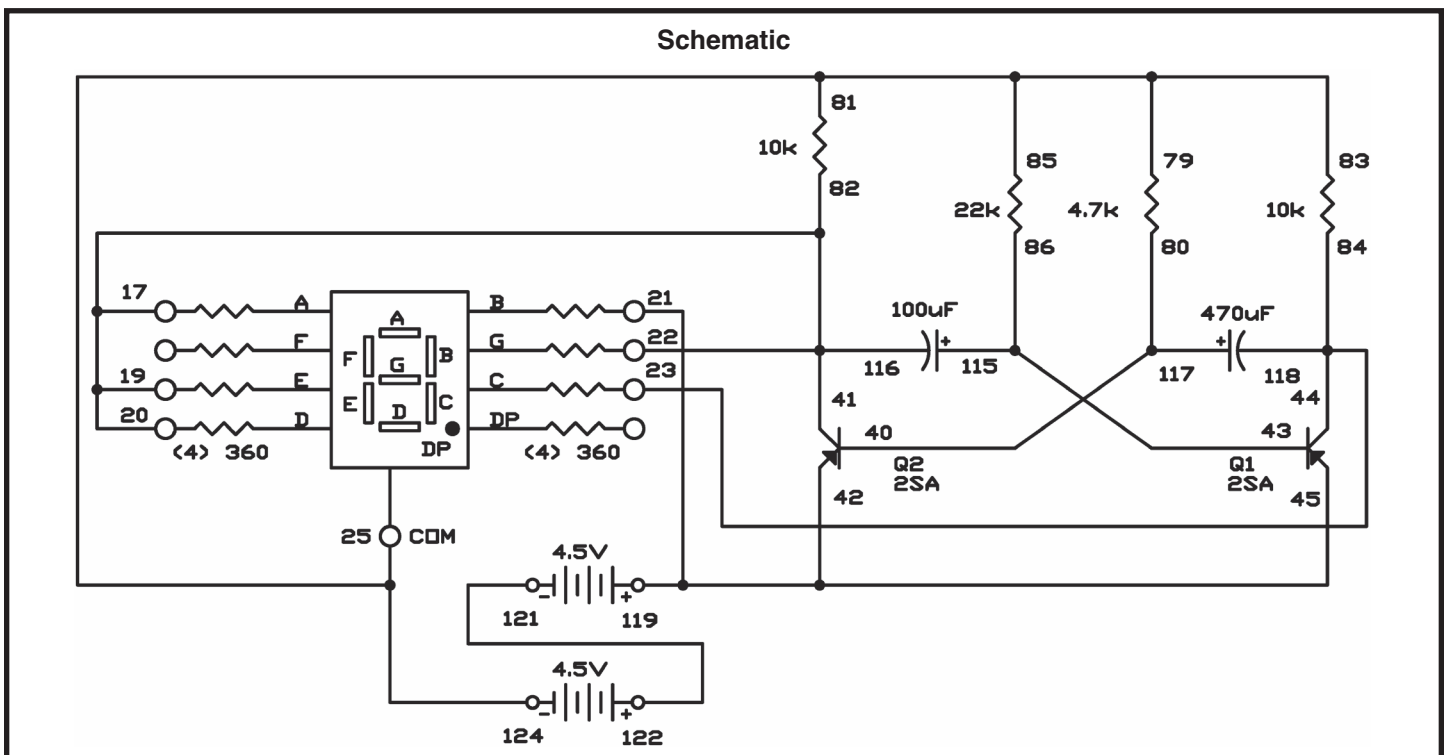 Schematic
81
10k
82
85
22k
86
79
4.7k
80
83
10k
84
17
A
F
19
E
20
D
(4) 360
A
F
B
G
E
C
D
DP
B
21
G
22
C
23
DP
(4) 360
25
COM
100uF
+
116
115
470uF
+
117
118
41
40
42
Q2
2SA
44
43
45
Q1
2SA
4.5V
-
+
121
119
4.5V
-
+
124
122